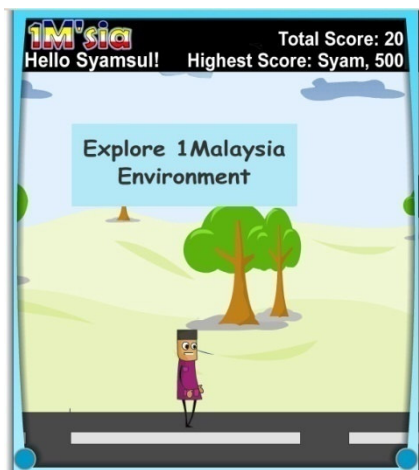 1M'sia
Total Score: 20
Hello Syamsul!
Highest Score: Syam, 500
Explore 1Malaysia
Environment